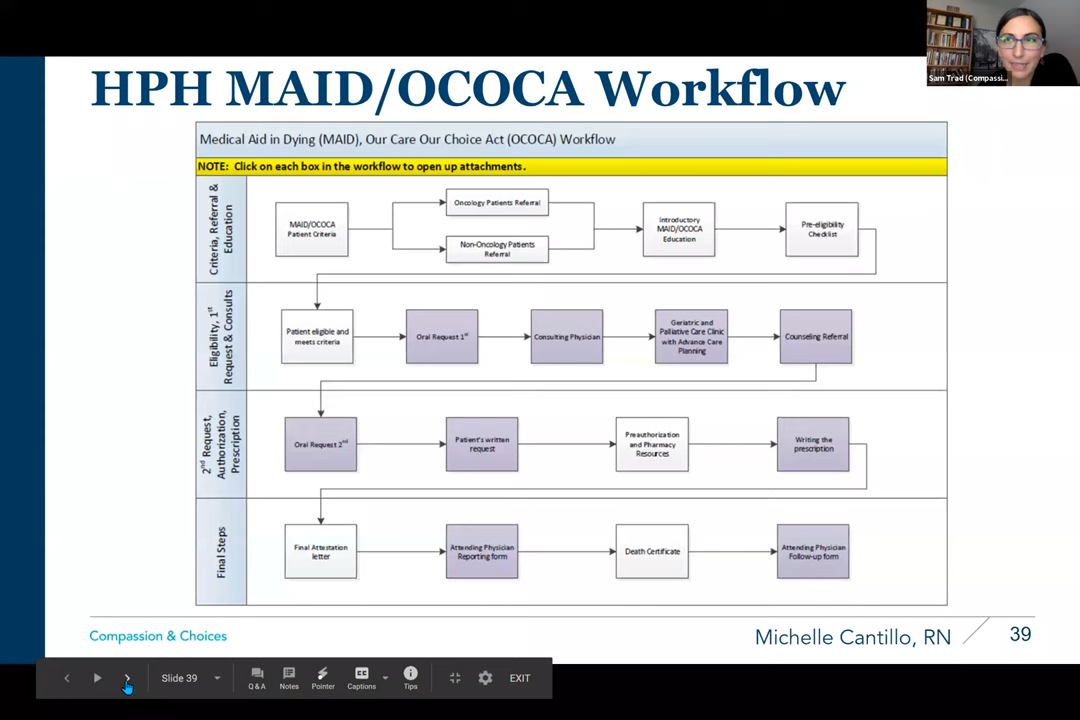 Sam Trad (Compassi...
HPH MAID/OCOCA Workflow
Medical Aid in Dying (MAID), Our Care Our Choice Act (OCOCA) Workflow
NOTE: Click on each box in the workflow to open up attachments.
Criteria, Referral &
Education
MAID/OCOCA
Patient Criteria
Oncology Patients Referral
Non-Oncology Patients
Referral
Introductory
MAID/OCOCA
Education
Pre-eligibility
Checklist
Eligibility, 1st
Request & Consults
Patient eligible and
meets criteria
Oral Request 1st
Consulting Physician
Geriatric and
Palliative Care Clinic
with Advance Care
Planning
Counseling Referral
2nd Request,
Authorization,
Prescription
Oral Request 2nd
Patient's written
request
Preauthorization
and Pharmacy
Resources
Writing the
prescription
Final Steps
Final Attestation
letter
Attending Physician
Reporting form
Death Certificate
Attending Physician
Follow-up form
Compassion & Choices
Michelle Cantillo, RN
39
Slide 39
Q & A
Notes
Pointer
Captions
Tips
EXIT